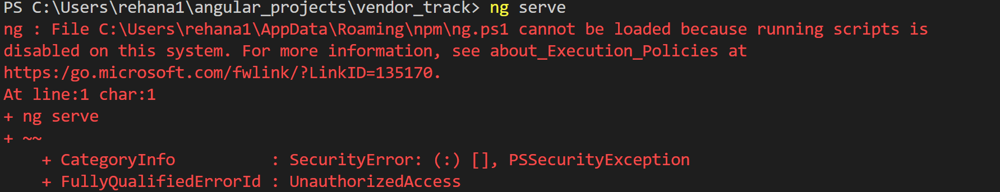 PS C:\Users\rehana1\angular_projects\vendor_track> ng serve
ng : File C:\Users\rehana1\AppData\Roaming\npm\ng.ps1 cannot be loaded because running scripts is
disabled on this system. For more information, see about_Execution_Policies at
https:/go.microsoft.com/fwlink/?LinkID=135170.
At line:1 char:1
+ ng serve
+ ~~
    + CategoryInfo          : SecurityError: (:) [], PSSecurityException
    + FullyQualifiedErrorId : UnauthorizedAccess